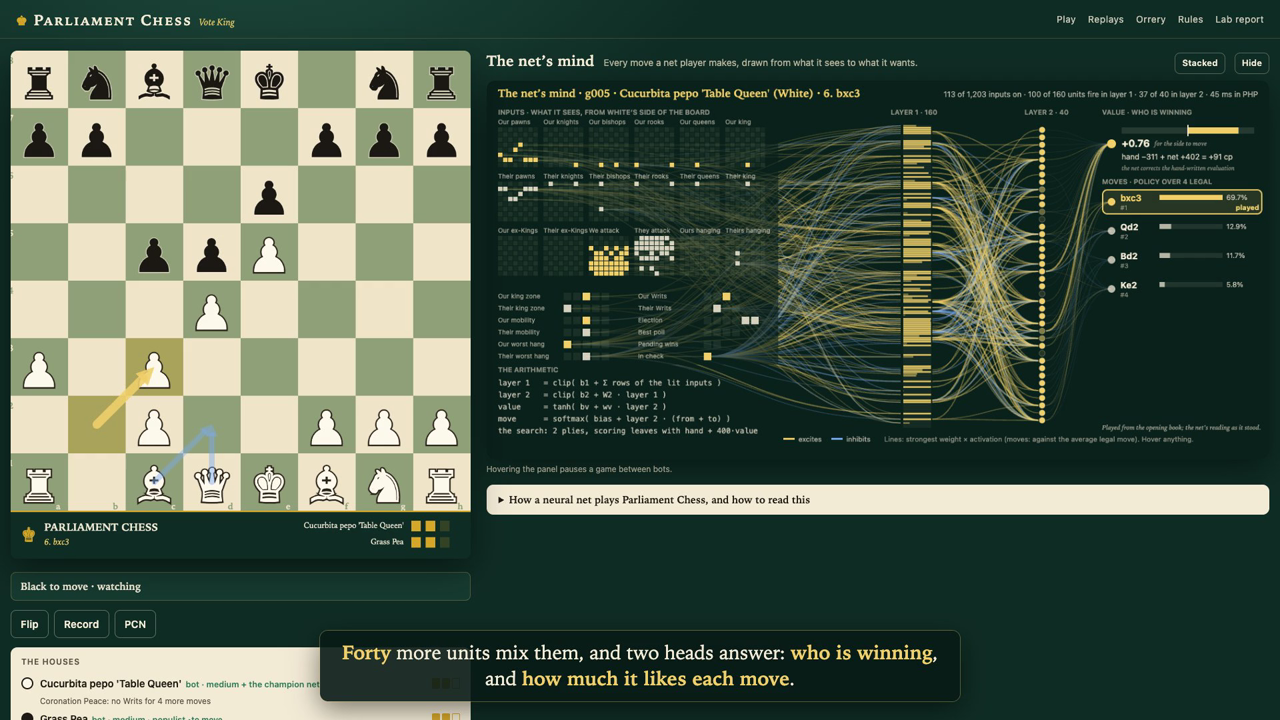 Parliament Chess Vote King
Play Replays Orrery Rules Lab report
a b c d e f g h
PARLIAMENT CHESS
6. bxc3
Cucurbita pepo 'Table Queen'
Grass Pea
Black to move · watching
Flip Record PCN
THE HOUSES
Cucurbita pepo 'Table Queen' bot · medium + the champion net
Coronation Peace: no Writs for 4 more moves
Grass Pea bot · medium · populist · to move
The net's mind Every move a net player makes, drawn from what it sees to what it wants.
Stacked Hide
The net's mind · g005 · Cucurbita pepo 'Table Queen' (White) · 6. bxc3
113 of 1,203 inputs on · 100 of 160 units fire in layer 1 · 37 of 40 in layer 2 · 45 ms in PHP
INPUTS · WHAT IT SEES, FROM WHITE'S SIDE OF THE BOARD
LAYER 1 · 160
LAYER 2 · 40
VALUE · WHO IS WINNING
Our pawns Our knights Our bishops Our rooks Our queens Our king
Their pawns Their knights Their bishops Their rooks Their queens Their king
Our ex-Kings Their ex-Kings We attack They attack Ours hanging Theirs hanging
Our king zone
Their king zone
Our mobility
Their mobility
Our worst hang
Their worst hang
Our Writs
Their Writs
Election
Best poll
Pending wins
In check
+0.76 for the side to move
hand −311 + net +402 = +91 cp
the net corrects the hand-written evaluation
MOVES · POLICY OVER 4 LEGAL
bxc3 69.7%
#1 played
Qd2 12.9%
#2
Bd2 11.7%
#3
Ke2 5.8%
#4
THE ARITHMETIC
layer 1 = clip( b1 + Σ rows of the lit inputs )
layer 2 = clip( b2 + W2 · layer 1 )
value = tanh( bv + wv · layer 2 )
move = softmax( bias + layer 2 · (from + to) )
the search: 2 plies, scoring leaves with hand + 400·value
Played from the opening book; the net's reading as it stood.
excites inhibits Lines: strongest weight × activation (moves: against the average legal move). Hover anything.
Hovering the panel pauses a game between bots.
▸ How a neural net plays Parliament Chess, and how to read this
Forty more units mix them, and two heads answer: who is winning,
and how much it likes each move.